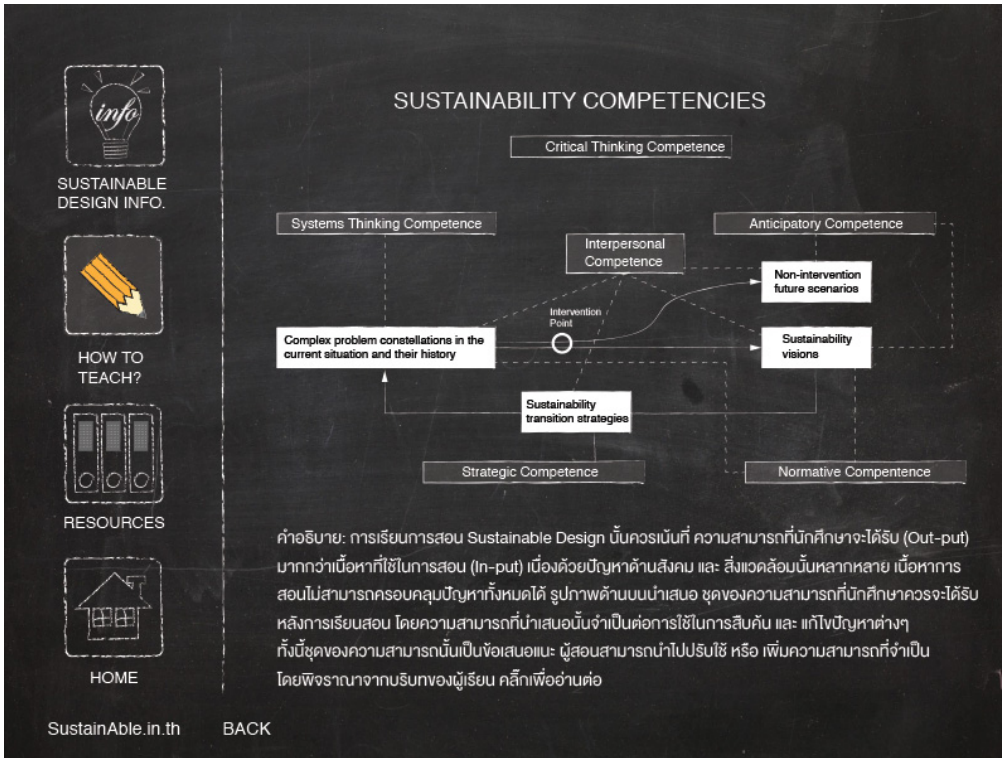 info
SUSTAINABLE
DESIGN INFO.
HOW TO
TEACH?
RESOURCES
HOME
SUSTAINABILITY COMPETENCIES
Critical Thinking Competence
Systems Thinking Competence
Anticipatory Competence
Interpersonal
Competence
Non-intervention
future scenarios
Intervention
Point
Complex problem constellations in the
current situation and their history
Sustainability
visions
Sustainability
transition strategies
Strategic Competence
Normative Compentence
คำอธิบาย: การเรียนการสอน Sustainable Design นั้นควรเน้นที่ ความสามารถที่นักศึกษาจะได้รับ (Out-put)
มากกว่าเนื้อหาที่ใช้ในการสอน (In-put) เนื่องด้วยปัญหาด้านสังคม และ สิ่งแวดล้อมนั้นหลากหลาย เนื้อหาการ
สอนไม่สามารถครอบคลุมปัญหาทั้งหมดได้ รูปภาพด้านบนนำเสนอ ชุดของความสามารถที่นักศึกษาควรจะได้รับ
หลังการเรียนสอน โดยความสามารถที่นำเสนอนั้นจำเป็นต่อการใช้ในการสืบค้น และ แก้ไขปัญหาต่างๆ
ทั้งนี้ชุดของความสามารถนั้นเป็นข้อเสนอแนะ ผู้สอนสามารถนำไปปรับใช้ หรือ เพิ่มความสามารถที่จำเป็น
โดยพิจราณาจากบริบทของผู้เรียน คลิ๊กเพื่ออ่านต่อ
SustainAble.in.th
BACK